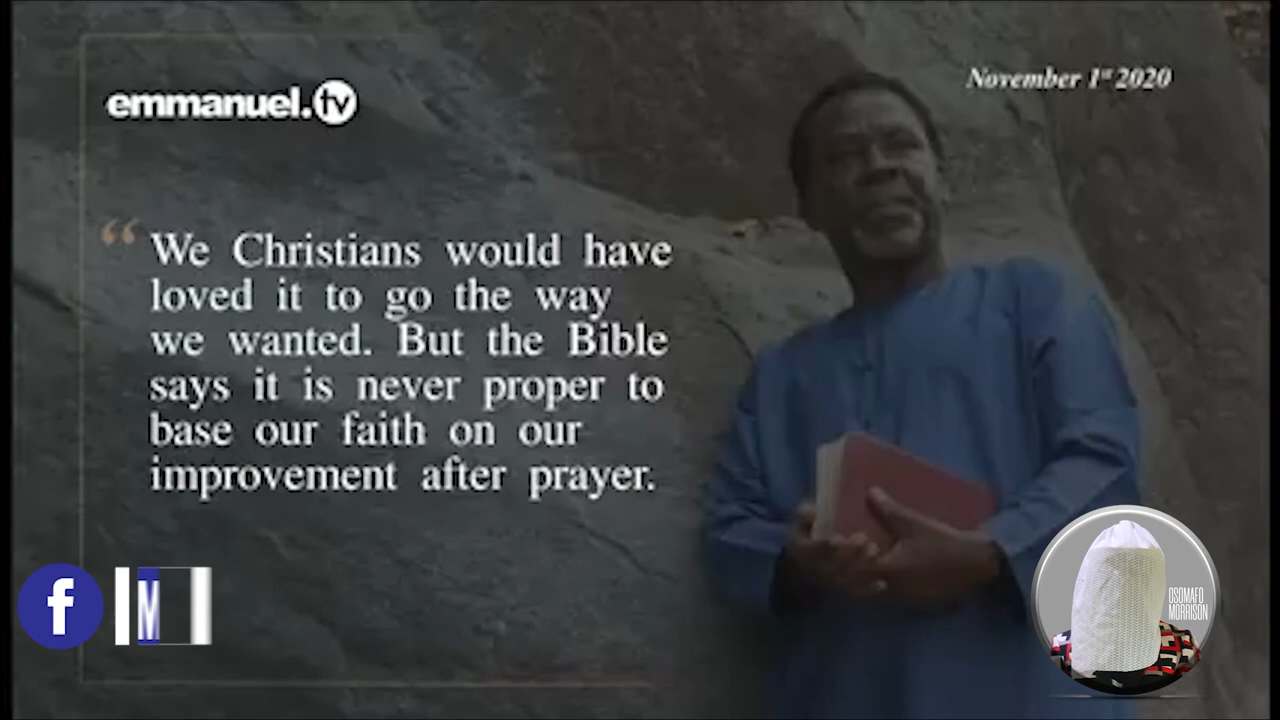 emmanuel.tv
November 1st 2020
“ We Christians would have
loved it to go the way
we wanted. But the Bible
says it is never proper to
base our faith on our
improvement after prayer.
f
M
OSOMAFO
MORRISON